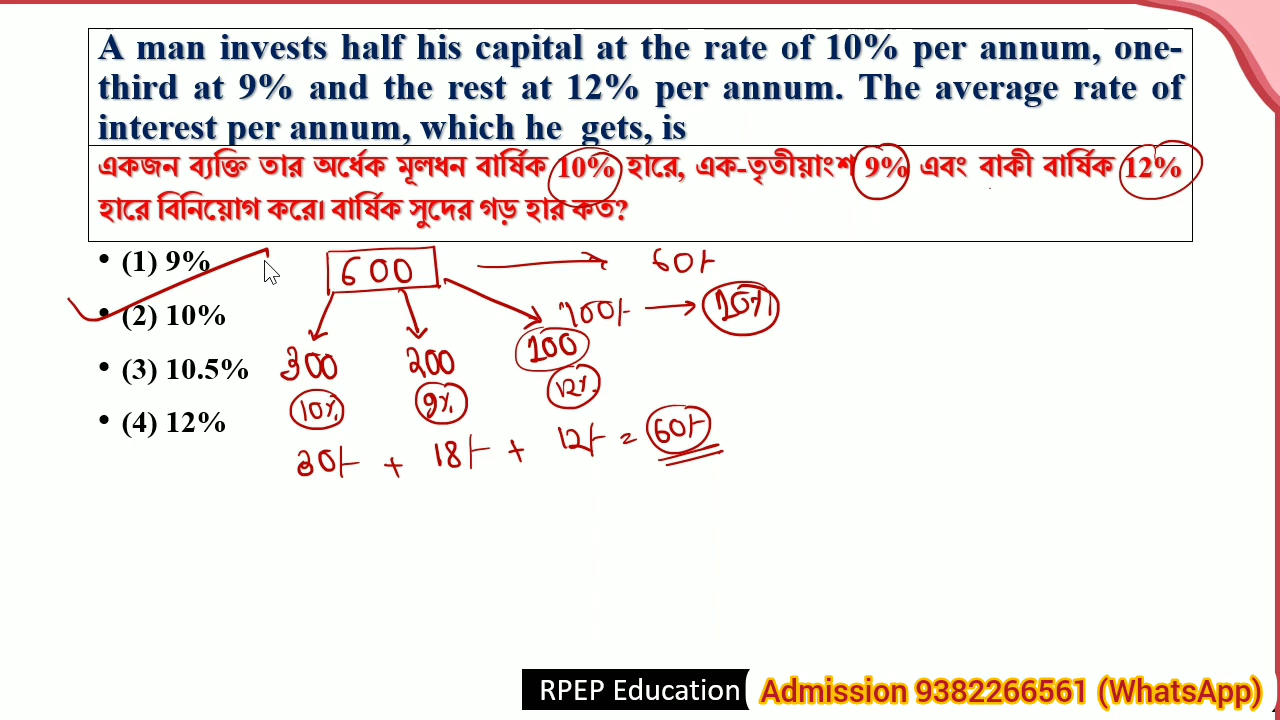 A man invests half his capital at the rate of 10% per annum, one-
third at 9% and the rest at 12% per annum. The average rate of
interest per annum, which he gets, is
একজন ব্যক্তি তার অর্ধেক মূলধন বার্ষিক 10% হারে, এক-তৃতীয়াংশ 9% এবং বাকী বার্ষিক 12%
হারে বিনিয়োগ করে। বার্ষিক সুদের গড় হার কত?
• (1) 9%
600 → 60/-
• (2) 10%
100/- → 10%
• (3) 10.5%
300 200 100
10% 9% 12%
• (4) 12%
30/- + 18/- + 12/- = 60/-
RPEP Education
Admission 9382266561 (WhatsApp)